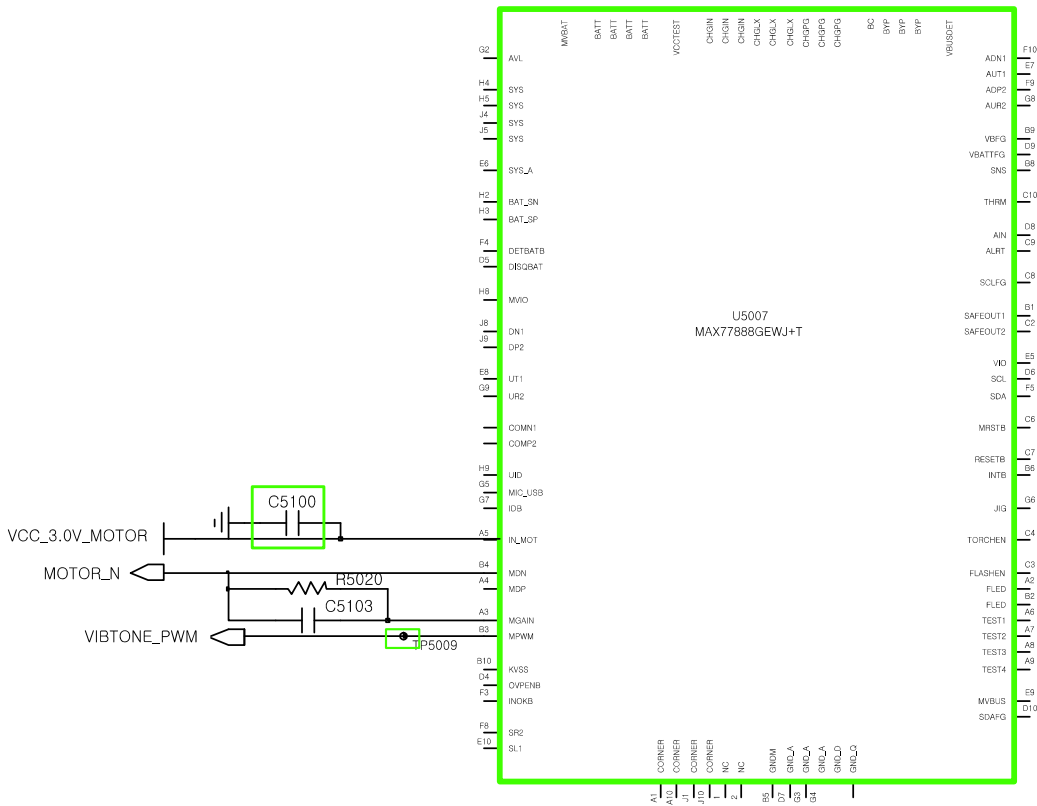 MVBAT
BATT
BATT
BATT
BATT
VCCTEST
CHGIN
CHGIN
CHGIN
CHGLX
CHGLX
CHGLX
CHGPG
CHGPG
CHGPG
BC
BYP
BYP
BYP
VBUSDET
G2 AVL
H4 SYS
H5 SYS
J4 SYS
J5 SYS
E6 SYS_A
H2 BAT_SN
H3 BAT_SP
F4 DETBATB
D5 DISQBAT
H8 MVIO
J8 DN1
J9 DP2
E8 UT1
G9 UR2
COMN1
COMP2
H9 UID
G5 MIC_USB
G7 IDB
A5 IN_MOT
B4 MDN
A4 MDP
A3 MGAIN
B3 MPWM
B10 KVSS
D4 OVPENB
F3 INOKB
F8 SR2
E10 SL1
C5100
VCC_3.0V_MOTOR
MOTOR_N
R5020
C5103
VIBTONE_PWM
TP5009
U5007
MAX77888GEWJ+T
ADN1 F10
AUT1 E7
ADP2 F9
AUR2 G8
VBFG B9
VBATTFG D9
SNS B8
THRM C10
AIN D8
ALRT C9
SCLFG C8
SAFEOUT1 B1
SAFEOUT2 C2
VIO E5
SCL D6
SDA F5
MRSTB C6
RESETB C7
INTB B6
JIG G6
TORCHEN C4
FLASHEN C3
FLED A2
FLED B2
TEST1 A6
TEST2 A7
TEST3 A8
TEST4 A9
MVBUS E9
SDAFG D10
CORNER A1
CORNER A10
CORNER J1
CORNER J10
NC 1
NC 2
GNDM B5
GND_A D7
GND_A G3
GND_A G4
GND_D
GND_Q